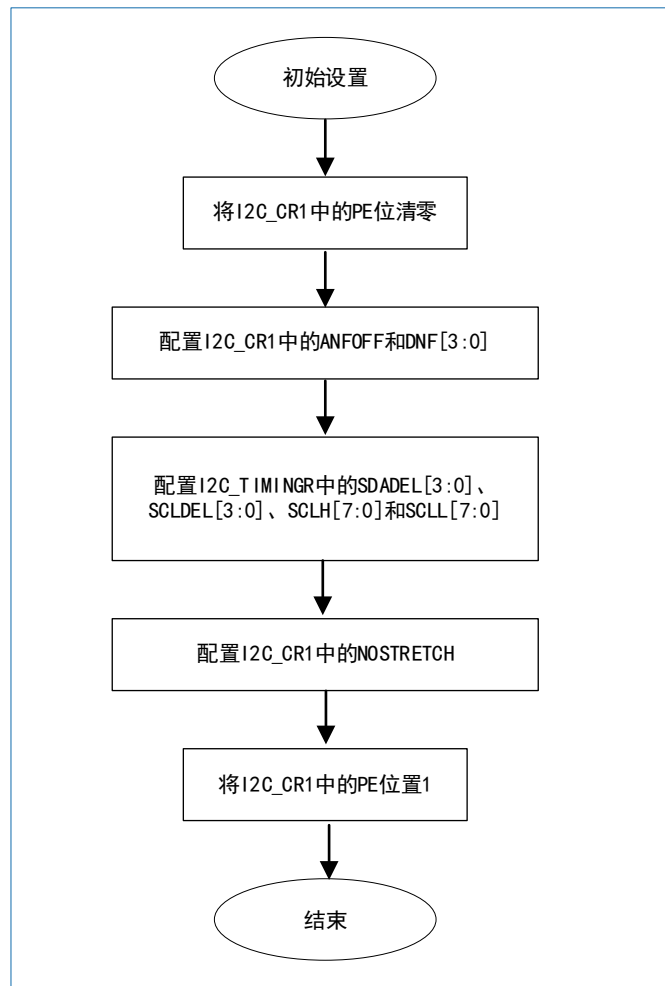 初始设置
将I2C_CR1中的PE位清零
配置I2C_CR1中的ANFOFF和DNF[3:0]
配置I2C_TIMINGR中的SDADEL[3:0]、
SCLDEL[3:0]、SCLH[7:0]和SCLL[7:0]
配置I2C_CR1中的NOSTRETCH
将I2C_CR1中的PE位置1
结束